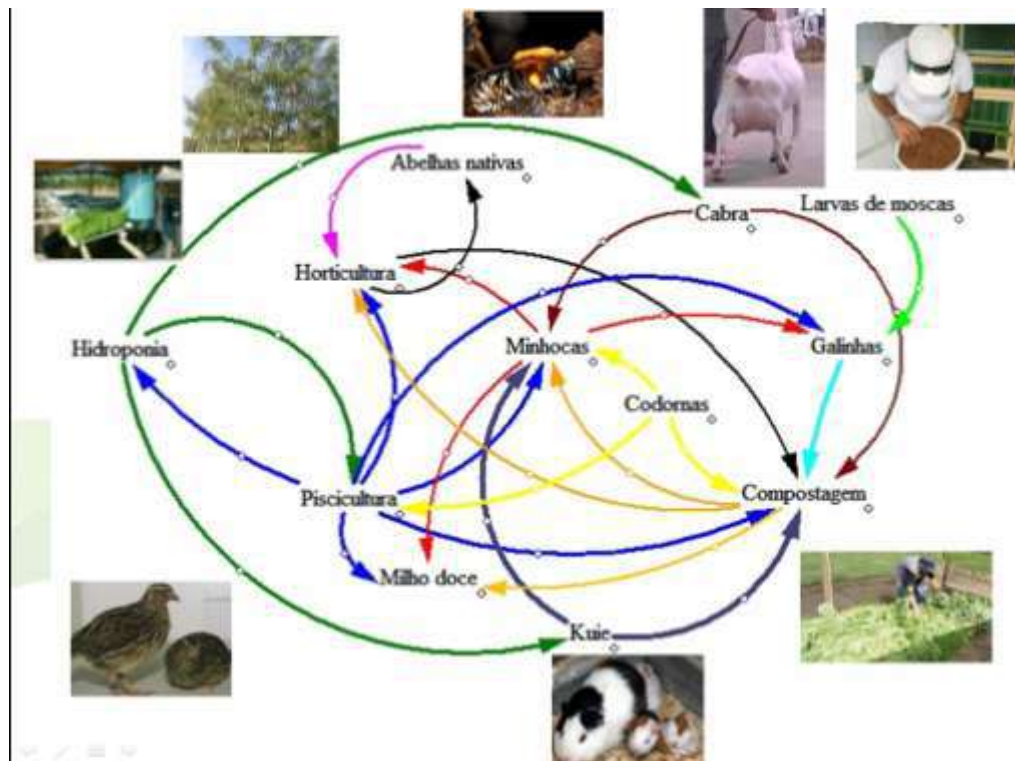 Abelhas nativas
Cabra
Larvas de moscas
Horticultura
Hidroponia
Minhocas
Galinhas
Codornas
Piscicultura
Compostagem
Milho doce
Kuie